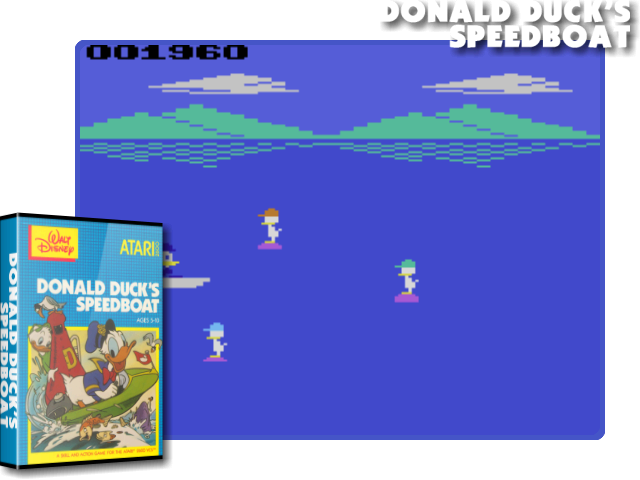 DONALD DUCK'S
SPEEDBOAT
001960
WALT
DISNEY
ATARI
DONALD DUCK'S
SPEEDBOAT
AGES 5-10
D
DONALD DUCK'S
SPEEDBOAT